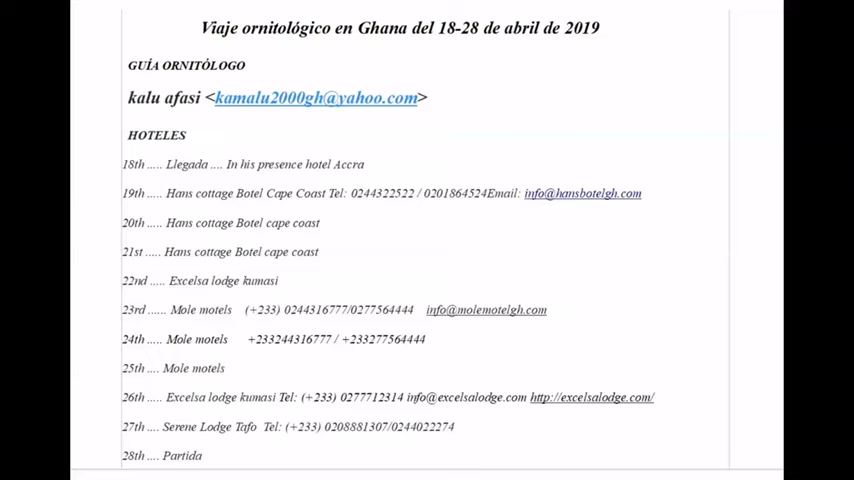 Viaje ornitológico en Ghana del 18-28 de abril de 2019
GUÍA ORNITÓLOGO
kalu afasi <kamalu2000gh@yahoo.com>
HOTELES
18th ..... Llegada .... In his presence hotel Accra
19th ..... Hans cottage Botel Cape Coast Tel: 0244322522 / 0201864524Email: info@hansbotelgh.com
20th ..... Hans cottage Botel cape coast
21st ..... Hans cottage Botel cape coast
22nd ..... Excelsa lodge kumasi
23rd ...... Mole motels (+233) 0244316777/0277564444 info@molemotelgh.com
24th ..... Mole motels +233244316777 / +233277564444
25th .... Mole motels
26th ..... Excelsa lodge kumasi Tel: (+233) 0277712314 info@excelsalodge.com http://excelsalodge.com/
27th .... Serene Lodge Tafo Tel: (+233) 0208881307/0244022274
28th .... Partida